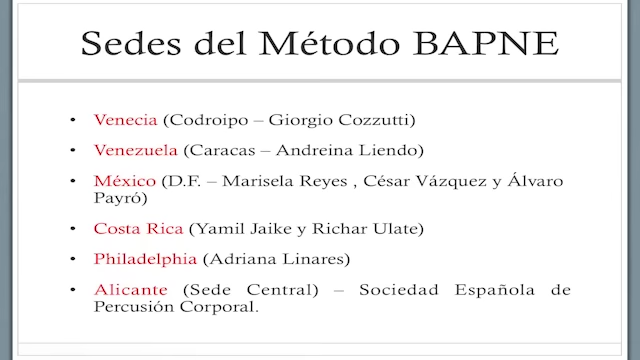 Sedes del Método BAPNE
• Venecia (Codroipo – Giorgio Cozzutti)
• Venezuela (Caracas – Andreina Liendo)
• México (D.F. – Marisela Reyes , César Vázquez y Álvaro
Payró)
• Costa Rica (Yamil Jaike y Richar Ulate)
• Philadelphia (Adriana Linares)
• Alicante (Sede Central) – Sociedad Española de
Percusión Corporal.